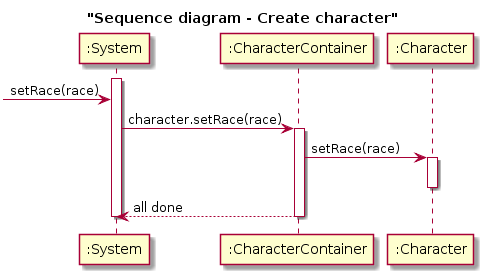 "Sequence diagram - Create character"
:System
:CharacterContainer
:Character
setRace(race)
character.setRace(race)
setRace(race)
all done
:System
:CharacterContainer
:Character